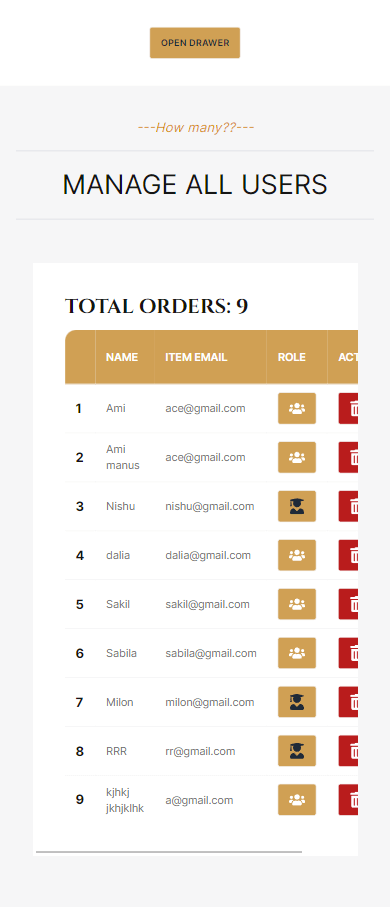 OPEN DRAWER
---How many??---
MANAGE ALL USERS
TOTAL ORDERS: 9
NAME ITEM EMAIL ROLE ACT
1 Ami ace@gmail.com
2 Ami manus ace@gmail.com
3 Nishu nishu@gmail.com
4 dalia dalia@gmail.com
5 Sakil sakil@gmail.com
6 Sabila sabila@gmail.com
7 Milon milon@gmail.com
8 RRR rr@gmail.com
9 kjhkj jkhjklhk a@gmail.com